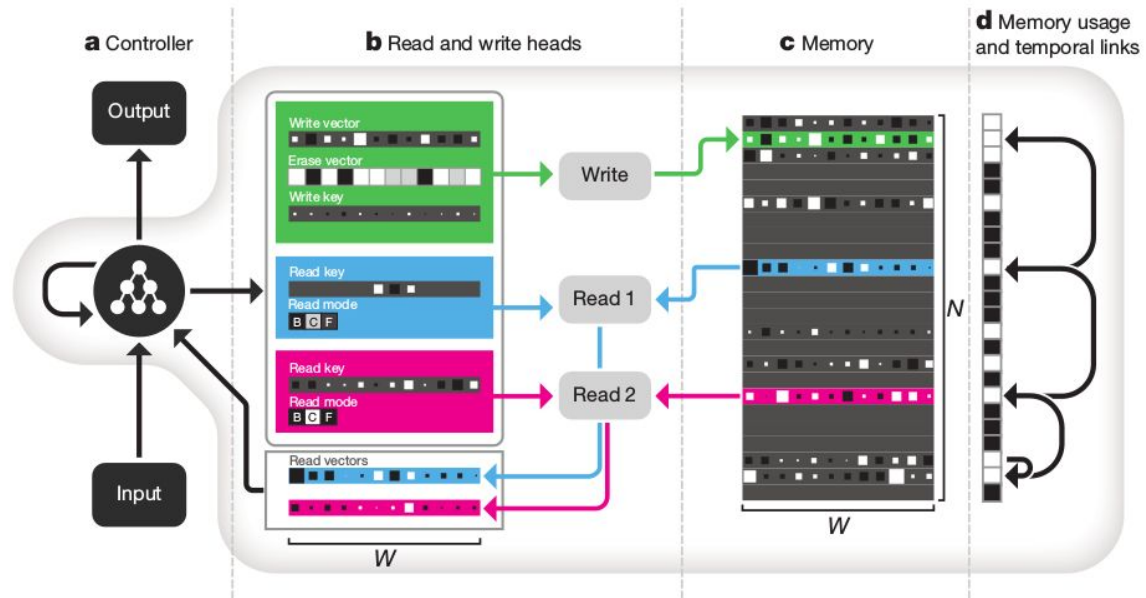 a Controller
b Read and write heads
c Memory
d Memory usage
and temporal links
Output
Input
Write vector
Erase vector
Write key
Read key
Read mode
B C F
Read key
Read mode
B C F
Read vectors
W
Write
Read 1
Read 2
N
W